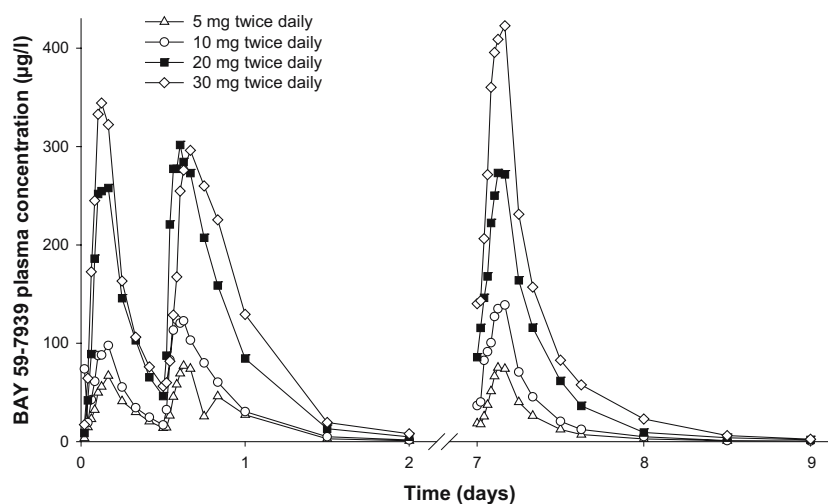 5 mg twice daily
10 mg twice daily
20 mg twice daily
30 mg twice daily
BAY 59-7939 plasma concentration (µg/l)
400
300
200
100
0
0 1 2 7 8 9
Time (days)